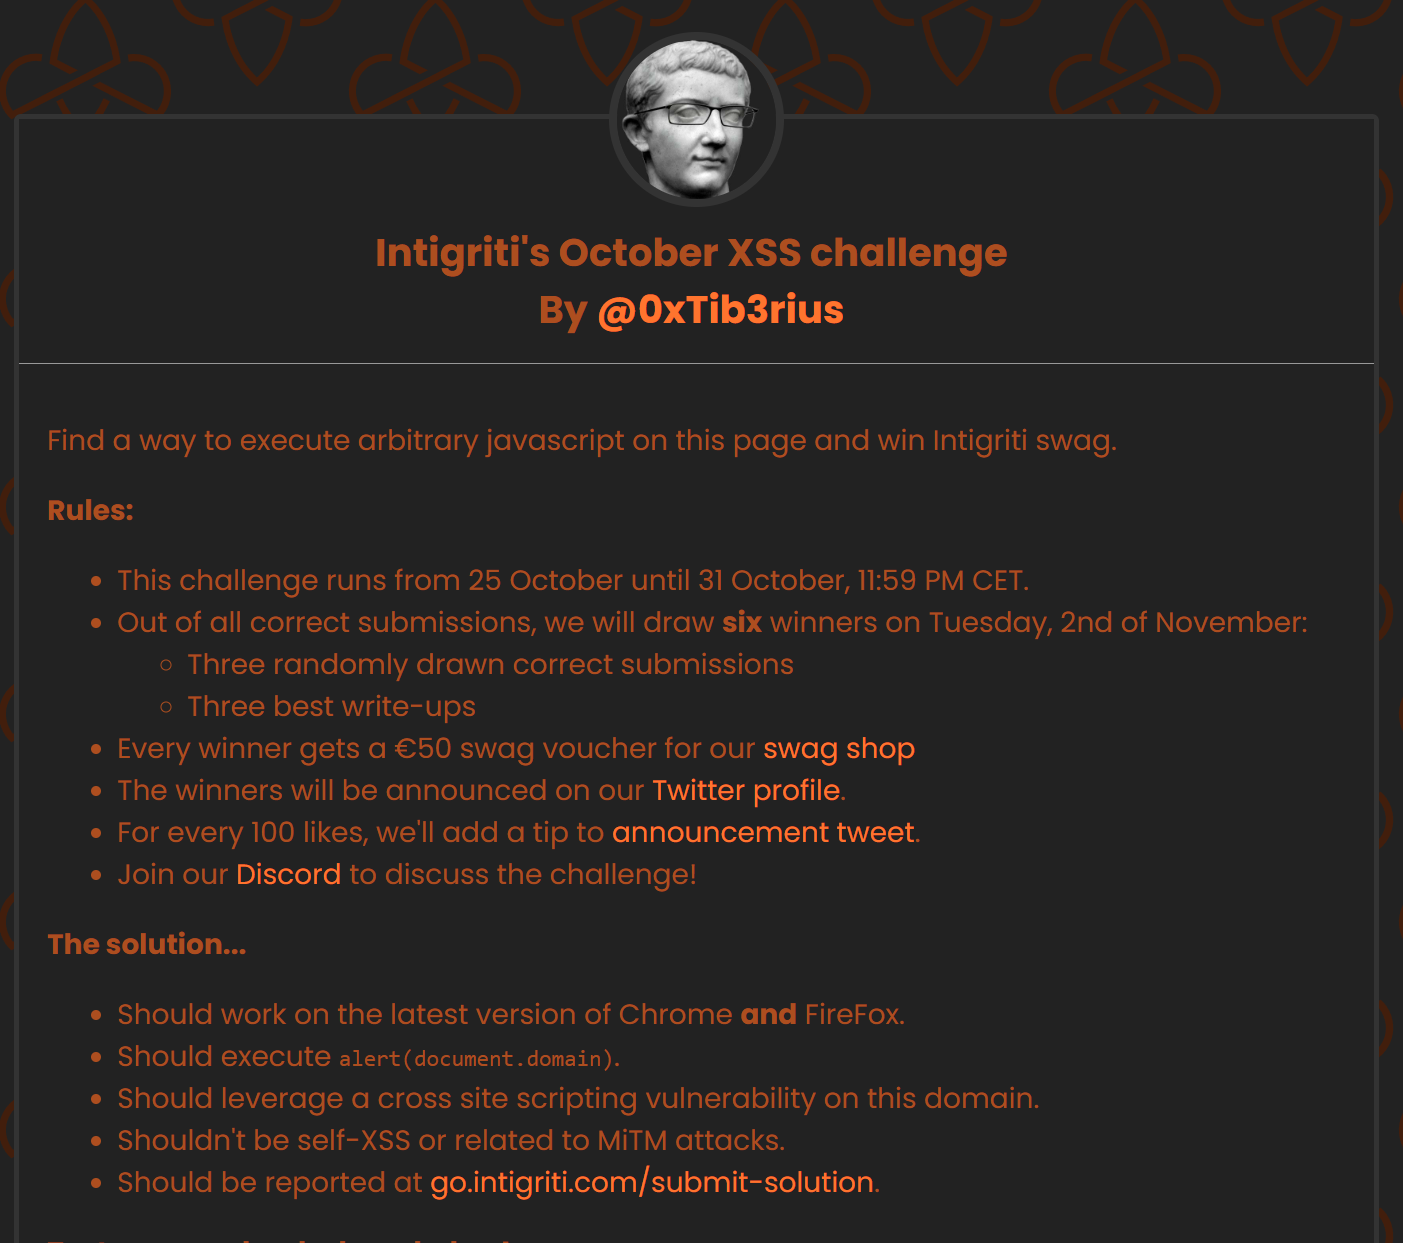 Intigriti's October XSS challenge
By @0xTib3rius
Find a way to execute arbitrary javascript on this page and win Intigriti swag.
Rules:
This challenge runs from 25 October until 31 October, 11:59 PM CET.
Out of all correct submissions, we will draw six winners on Tuesday, 2nd of November:
Three randomly drawn correct submissions
Three best write-ups
Every winner gets a €50 swag voucher for our swag shop
The winners will be announced on our Twitter profile.
For every 100 likes, we'll add a tip to announcement tweet.
Join our Discord to discuss the challenge!
The solution...
Should work on the latest version of Chrome and FireFox.
Should execute alert(document.domain).
Should leverage a cross site scripting vulnerability on this domain.
Shouldn't be self-XSS or related to MiTM attacks.
Should be reported at go.intigriti.com/submit-solution.